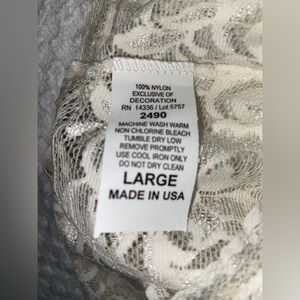 100% NYLON
EXCLUSIVE OF
DECORATION
RN 14336 / Lot 5757
2490
MACHINE WASH WARM
NON CHLORINE BLEACH
TUMBLE DRY LOW
REMOVE PROMPTLY
USE COOL IRON ONLY
DO NOT DRY CLEAN
LARGE
MADE IN USA